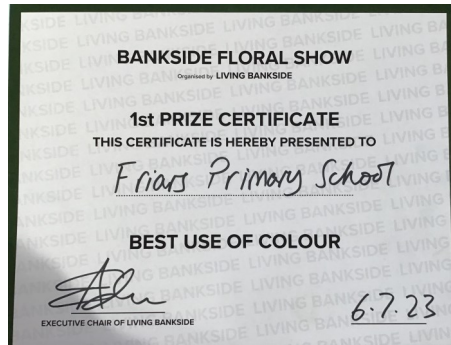 BANKSIDE FLORAL SHOW
Organised by LIVING BANKSIDE
1st PRIZE CERTIFICATE
THIS CERTIFICATE IS HEREBY PRESENTED TO
Friars Primary School
BEST USE OF COLOUR
6.7.23
EXECUTIVE CHAIR OF LIVING BANKSIDE